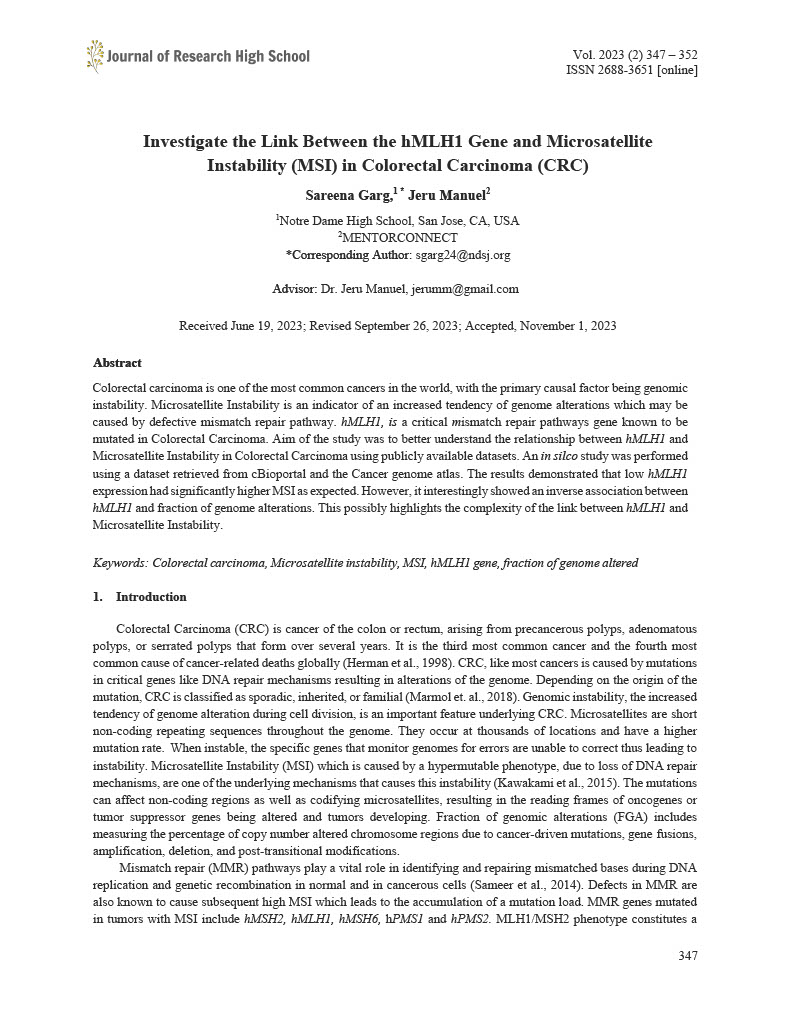 Journal of Research High School
Vol. 2023 (2) 347 – 352
ISSN 2688-3651 [online]
Investigate the Link Between the hMLH1 Gene and Microsatellite
Instability (MSI) in Colorectal Carcinoma (CRC)
Sareena Garg,1 * Jeru Manuel2
1Notre Dame High School, San Jose, CA, USA
2MENTORCONNECT
*Corresponding Author: sgarg24@ndsj.org
Advisor: Dr. Jeru Manuel, jerumm@gmail.com
Received June 19, 2023; Revised September 26, 2023; Accepted, November 1, 2023
Abstract
Colorectal carcinoma is one of the most common cancers in the world, with the primary causal factor being genomic
instability. Microsatellite Instability is an indicator of an increased tendency of genome alterations which may be
caused by defective mismatch repair pathway. hMLH1, is a critical mismatch repair pathways gene known to be
mutated in Colorectal Carcinoma. Aim of the study was to better understand the relationship between hMLH1 and
Microsatellite Instability in Colorectal Carcinoma using publicly available datasets. An in silco study was performed
using a dataset retrieved from cBioportal and the Cancer genome atlas. The results demonstrated that low hMLH1
expression had significantly higher MSI as expected. However, it interestingly showed an inverse association between
hMLH1 and fraction of genome alterations. This possibly highlights the complexity of the link between hMLH1 and
Microsatellite Instability.
Keywords: Colorectal carcinoma, Microsatellite instability, MSI, hMLH1 gene, fraction of genome altered
1. Introduction
Colorectal Carcinoma (CRC) is cancer of the colon or rectum, arising from precancerous polyps, adenomatous
polyps, or serrated polyps that form over several years. It is the third most common cancer and the fourth most
common cause of cancer-related deaths globally (Herman et al., 1998). CRC, like most cancers is caused by mutations
in critical genes like DNA repair mechanisms resulting in alterations of the genome. Depending on the origin of the
mutation, CRC is classified as sporadic, inherited, or familial (Marmol et. al., 2018). Genomic instability, the increased
tendency of genome alteration during cell division, is an important feature underlying CRC. Microsatellites are short
non-coding repeating sequences throughout the genome. They occur at thousands of locations and have a higher
mutation rate. When instable, the specific genes that monitor genomes for errors are unable to correct thus leading to
instability. Microsatellite Instability (MSI) which is caused by a hypermutable phenotype, due to loss of DNA repair
mechanisms, are one of the underlying mechanisms that causes this instability (Kawakami et al., 2015). The mutations
can affect non-coding regions as well as codifying microsatellites, resulting in the reading frames of oncogenes or
tumor suppressor genes being altered and tumors developing. Fraction of genomic alterations (FGA) includes
measuring the percentage of copy number altered chromosome regions due to cancer-driven mutations, gene fusions,
amplification, deletion, and post-transitional modifications.
Mismatch repair (MMR) pathways play a vital role in identifying and repairing mismatched bases during DNA
replication and genetic recombination in normal and in cancerous cells (Sameer et al., 2014). Defects in MMR are
also known to cause subsequent high MSI which leads to the accumulation of a mutation load. MMR genes mutated
in tumors with MSI include hMSH2, hMLH1, hMSH6, hPMS1 and hPMS2. MLH1/MSH2 phenotype constitutes a
347